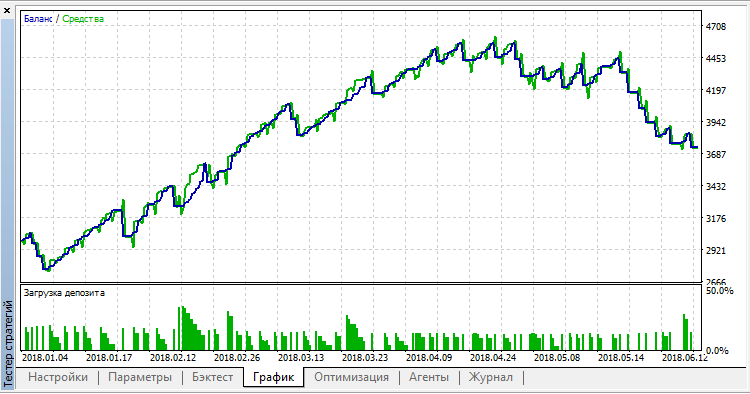 Баланс / Средства
4708
4453
4197
3942
3687
3432
3176
2921
2666
Загрузка депозита
50.0%
0.0%
2018.01.04 2018.01.17 2018.02.12 2018.02.26 2018.03.13 2018.03.23 2018.04.09 2018.04.24 2018.05.08 2018.05.14 2018.06.12
Тестер стратегий
Настройки Параметры Бэктест График Оптимизация Агенты Журнал